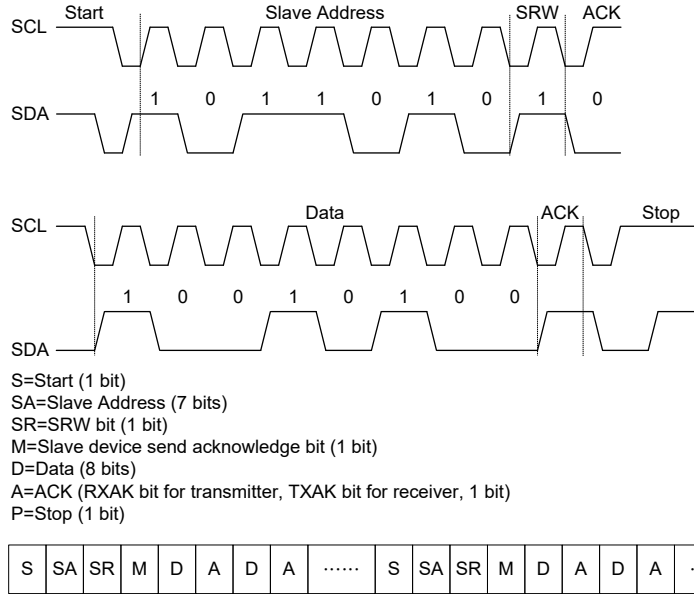 Start Slave Address SRW ACK
SCL
1 0 1 1 0 1 0 1 0
SDA
Data ACK Stop
SCL
1 0 0 1 0 1 0 0
SDA
S=Start (1 bit)
SA=Slave Address (7 bits)
SR=SRW bit (1 bit)
M=Slave device send acknowledge bit (1 bit)
D=Data (8 bits)
A=ACK (RXAK bit for transmitter, TXAK bit for receiver, 1 bit)
P=Stop (1 bit)
S SA SR M D A D A …… S SA SR M D A D A